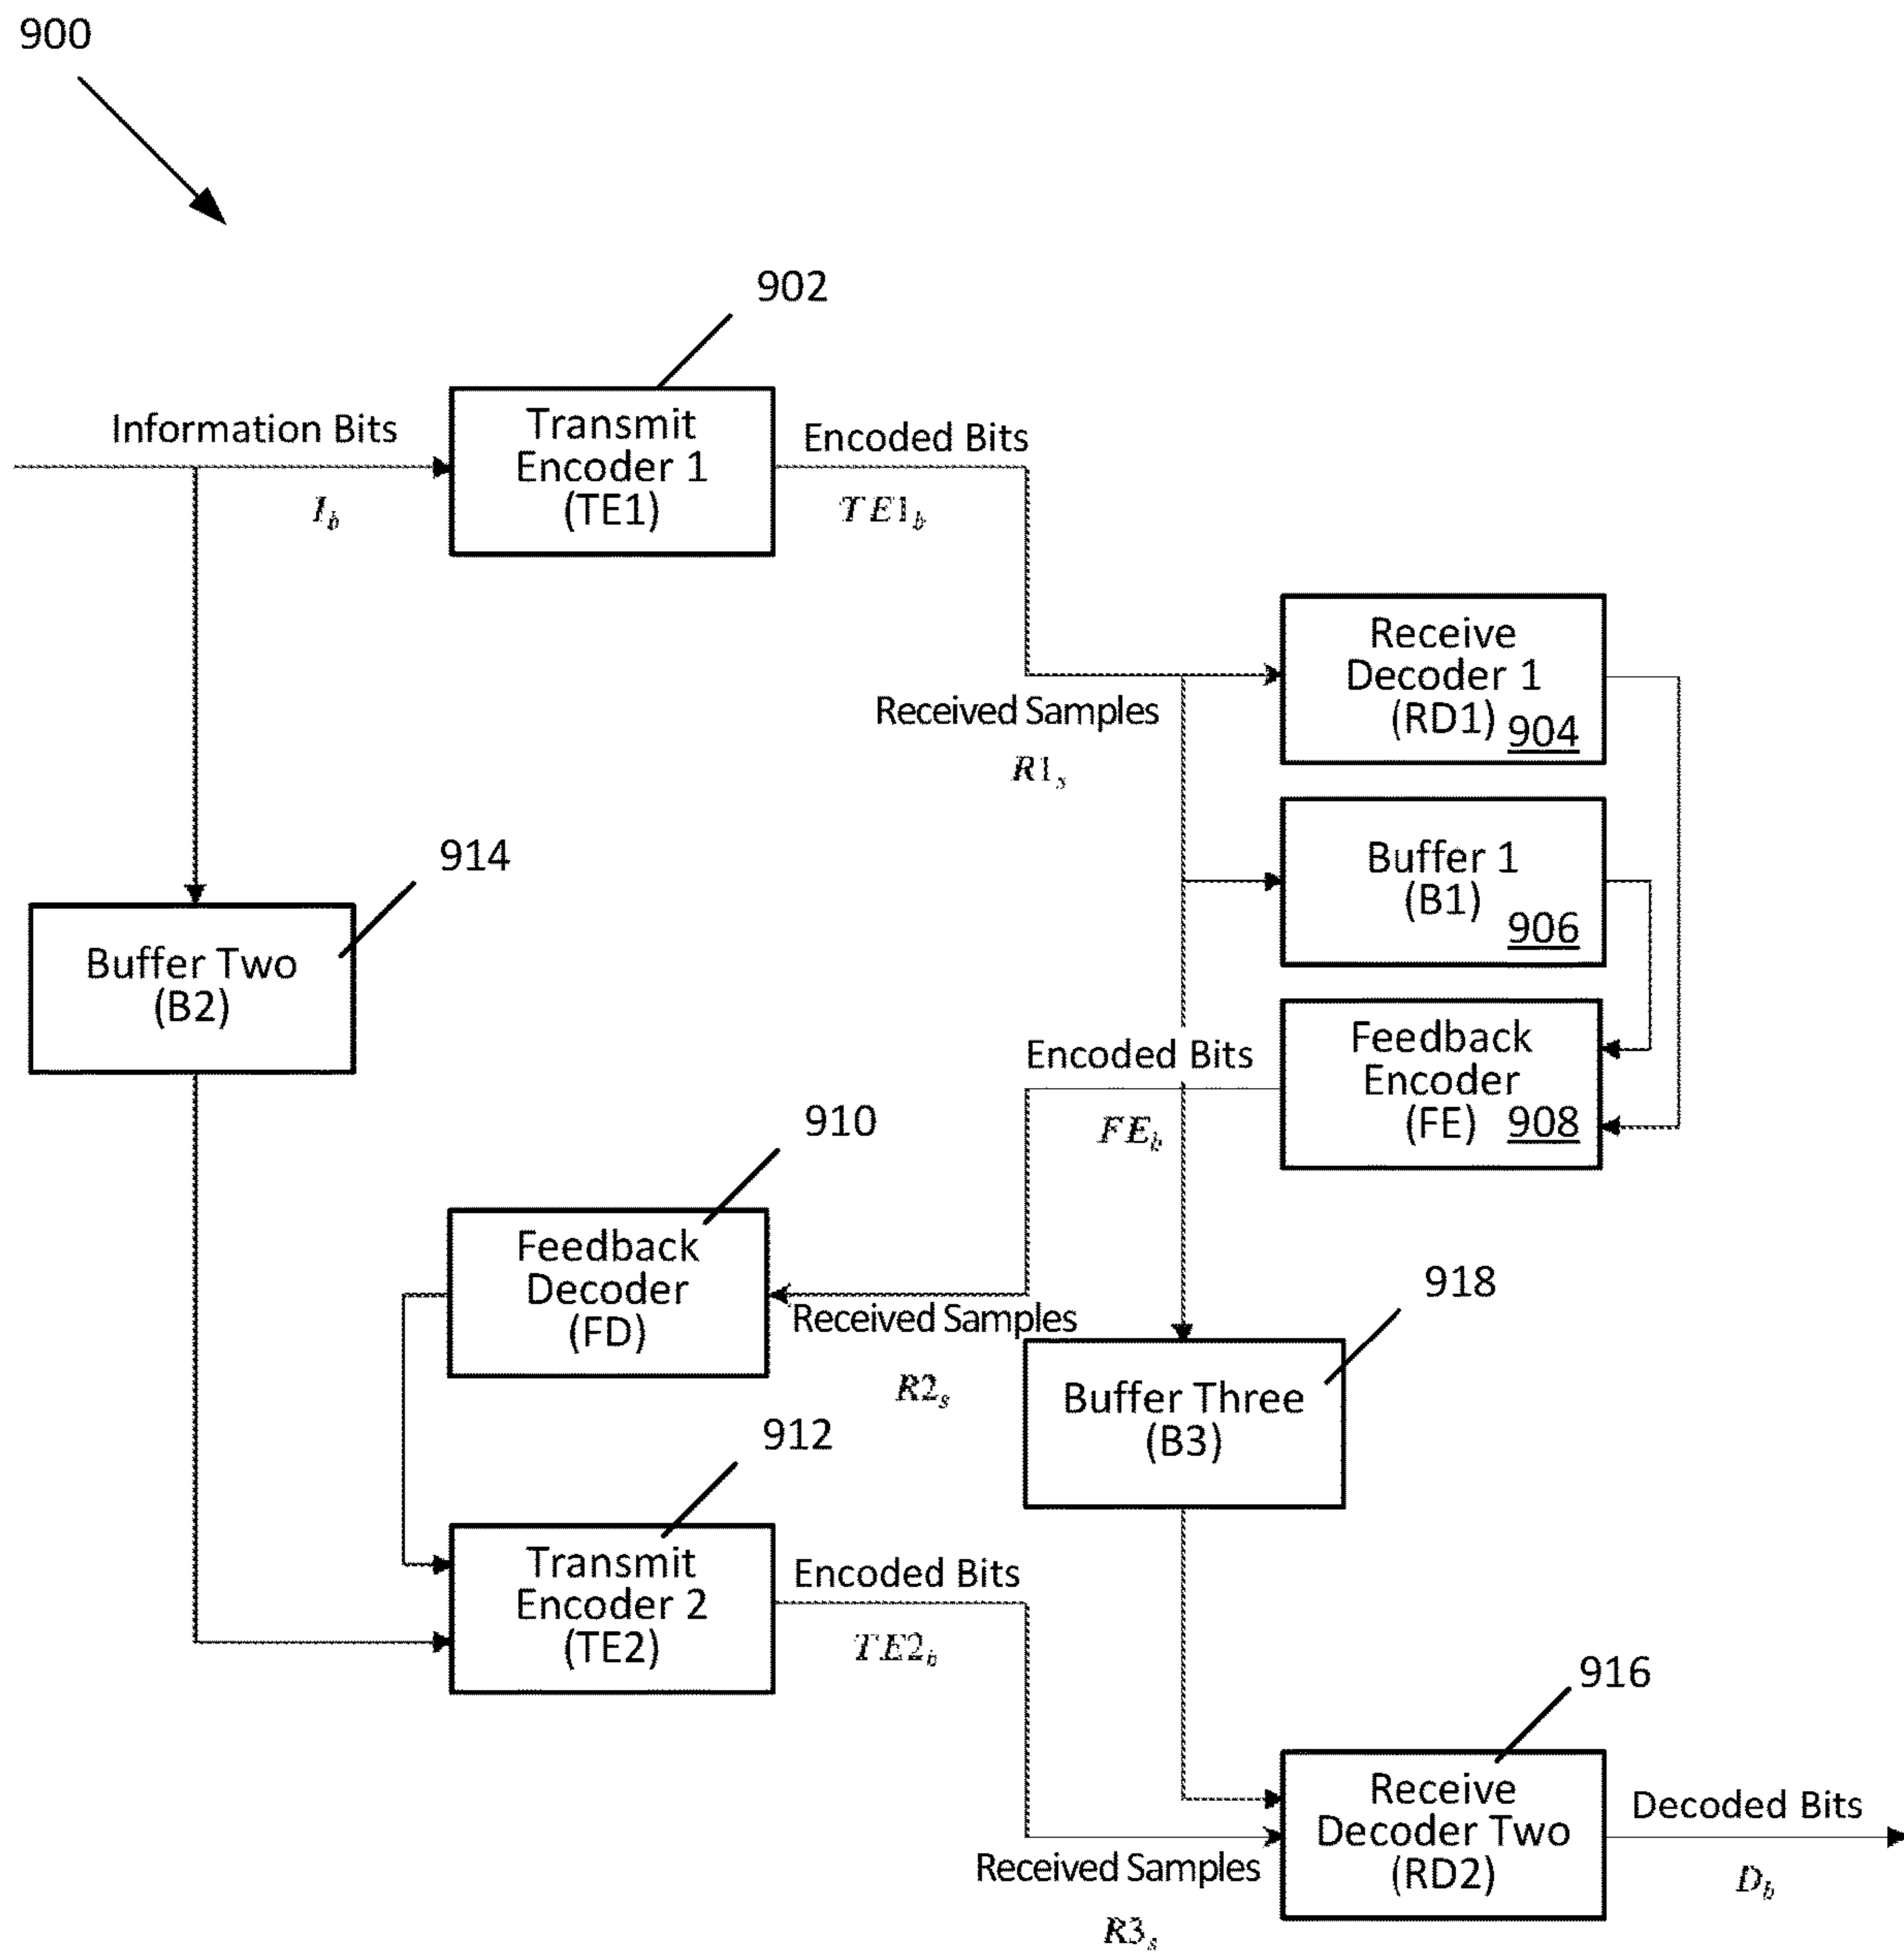 900
902
Information Bits
Transmit
Encoder 1
(TE1)
Encoded Bits
I_b
TE1_b
Receive
Decoder 1
(RD1) 904
Received Samples
R1_s
Buffer 1
(B1)
906
914
Buffer Two
(B2)
Feedback
Encoder
(FE) 908
Encoded Bits
FE_b
910
Feedback
Decoder
(FD)
Received Samples
R2_s
918
Buffer Three
(B3)
912
Transmit
Encoder 2
(TE2)
Encoded Bits
TE2_b
916
Receive
Decoder Two
(RD2)
Decoded Bits
D_b
Received Samples
R3_s